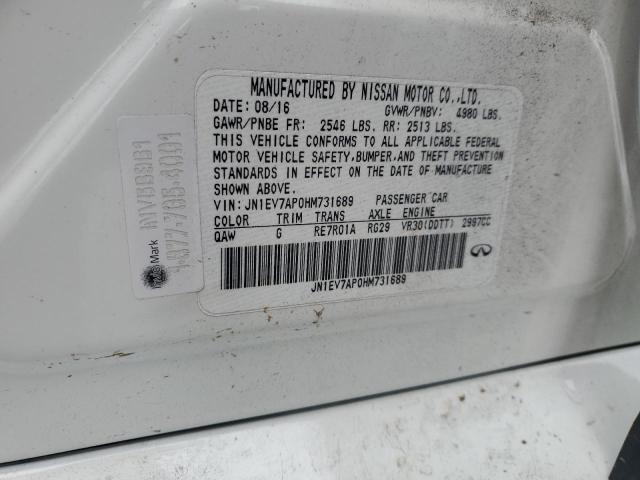 MANUFACTURED BY NISSAN MOTOR CO.,LTD.
DATE: 08/16 GVWR/PNBV: 4980 LBS.
GAWR/PNBE FR: 2546 LBS. RR: 2513 LBS.
THIS VEHICLE CONFORMS TO ALL APPLICABLE FEDERAL
MOTOR VEHICLE SAFETY,BUMPER,AND THEFT PREVENTION
STANDARDS IN EFFECT ON THE DATE OF MANUFACTURE
SHOWN ABOVE.
VIN: JN1EV7AP0HM731689 PASSENGER CAR
COLOR TRIM TRANS AXLE ENGINE
QAW G RE7R01A RG29 VR30(DDTT) 2997CC
JN1EV7AP0HM731689
Mark